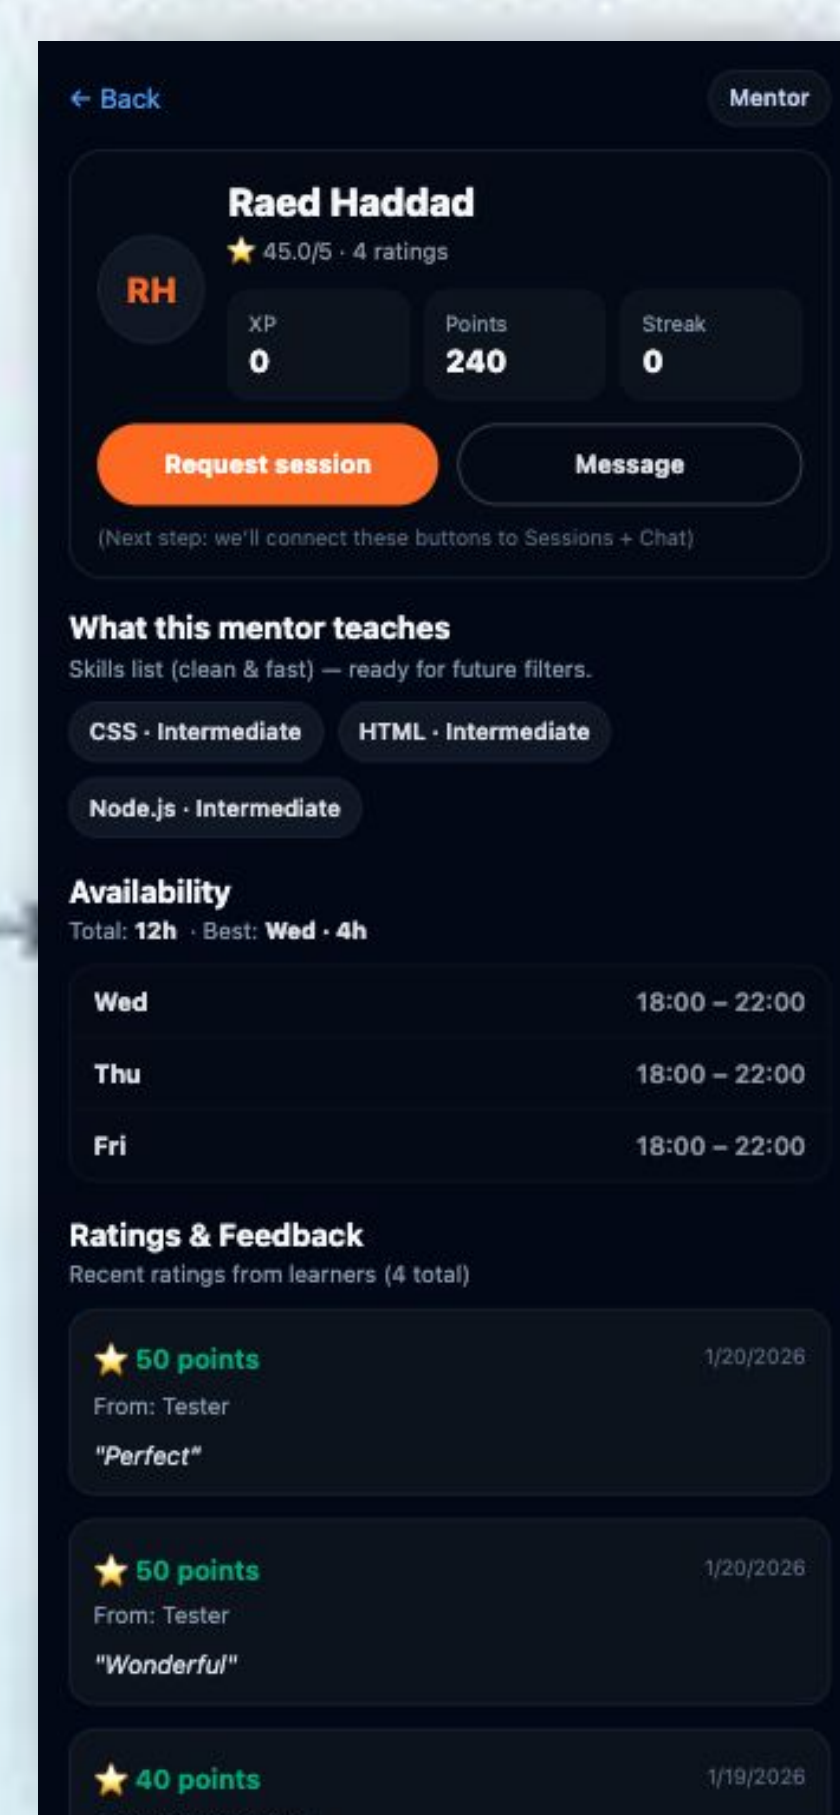 ← Back
Mentor
Raed Haddad
⭐ 45.0/5 · 4 ratings
RH
XP
0
Points
240
Streak
0
Request session
Message
(Next step: we'll connect these buttons to Sessions + Chat)
What this mentor teaches
Skills list (clean & fast) — ready for future filters.
CSS · Intermediate
HTML · Intermediate
Node.js · Intermediate
Availability
Total: 12h · Best: Wed · 4h
Wed
18:00 – 22:00
Thu
18:00 – 22:00
Fri
18:00 – 22:00
Ratings & Feedback
Recent ratings from learners (4 total)
⭐ 50 points
1/20/2026
From: Tester
"Perfect"
⭐ 50 points
1/20/2026
From: Tester
"Wonderful"
⭐ 40 points
1/19/2026